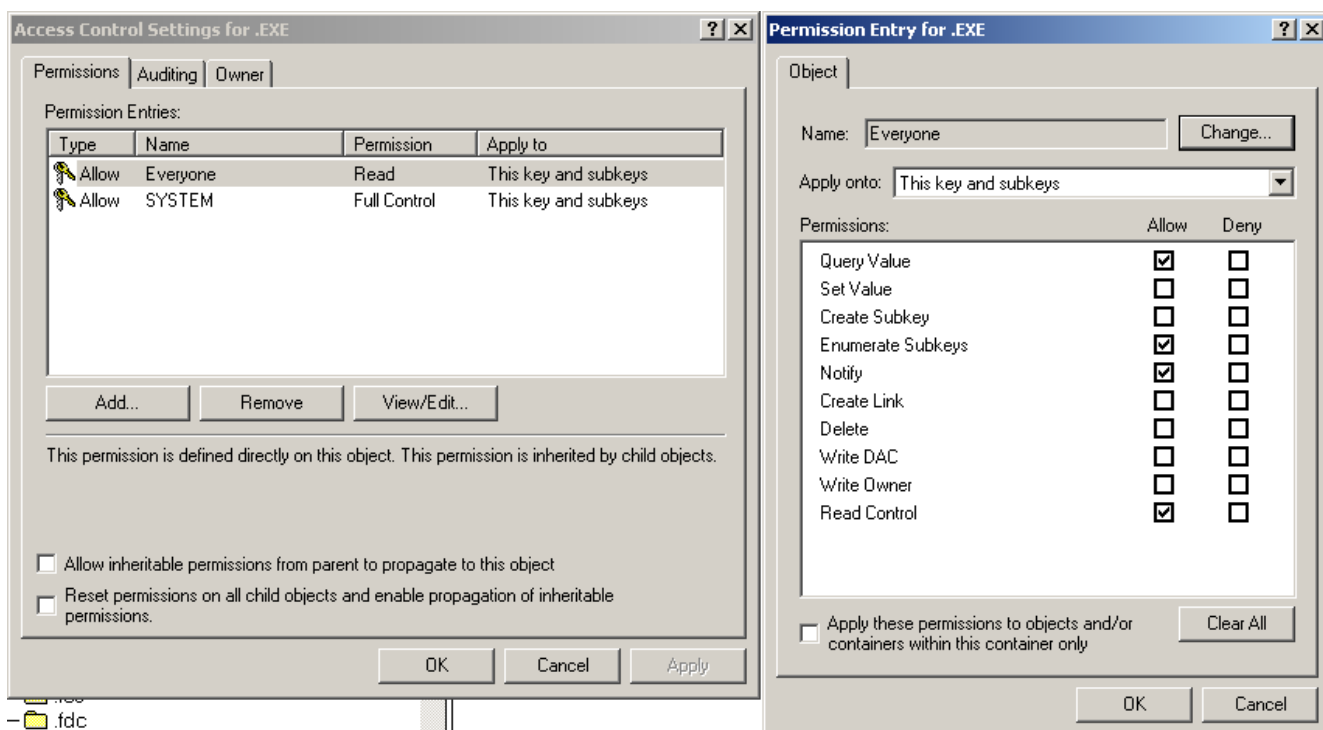 Access Control Settings for .EXE
Permissions Auditing Owner
Permission Entries:
Type Name Permission Apply to
Allow Everyone Read This key and subkeys
Allow SYSTEM Full Control This key and subkeys
Add... Remove View/Edit...
This permission is defined directly on this object. This permission is inherited by child objects.
Allow inheritable permissions from parent to propagate to this object
Reset permissions on all child objects and enable propagation of inheritable
permissions.
OK Cancel Apply
.fdc
Permission Entry for .EXE
Object
Name: Everyone Change...
Apply onto: This key and subkeys
Permissions: Allow Deny
Query Value
Set Value
Create Subkey
Enumerate Subkeys
Notify
Create Link
Delete
Write DAC
Write Owner
Read Control
Apply these permissions to objects and/or
containers within this container only
Clear All
OK Cancel